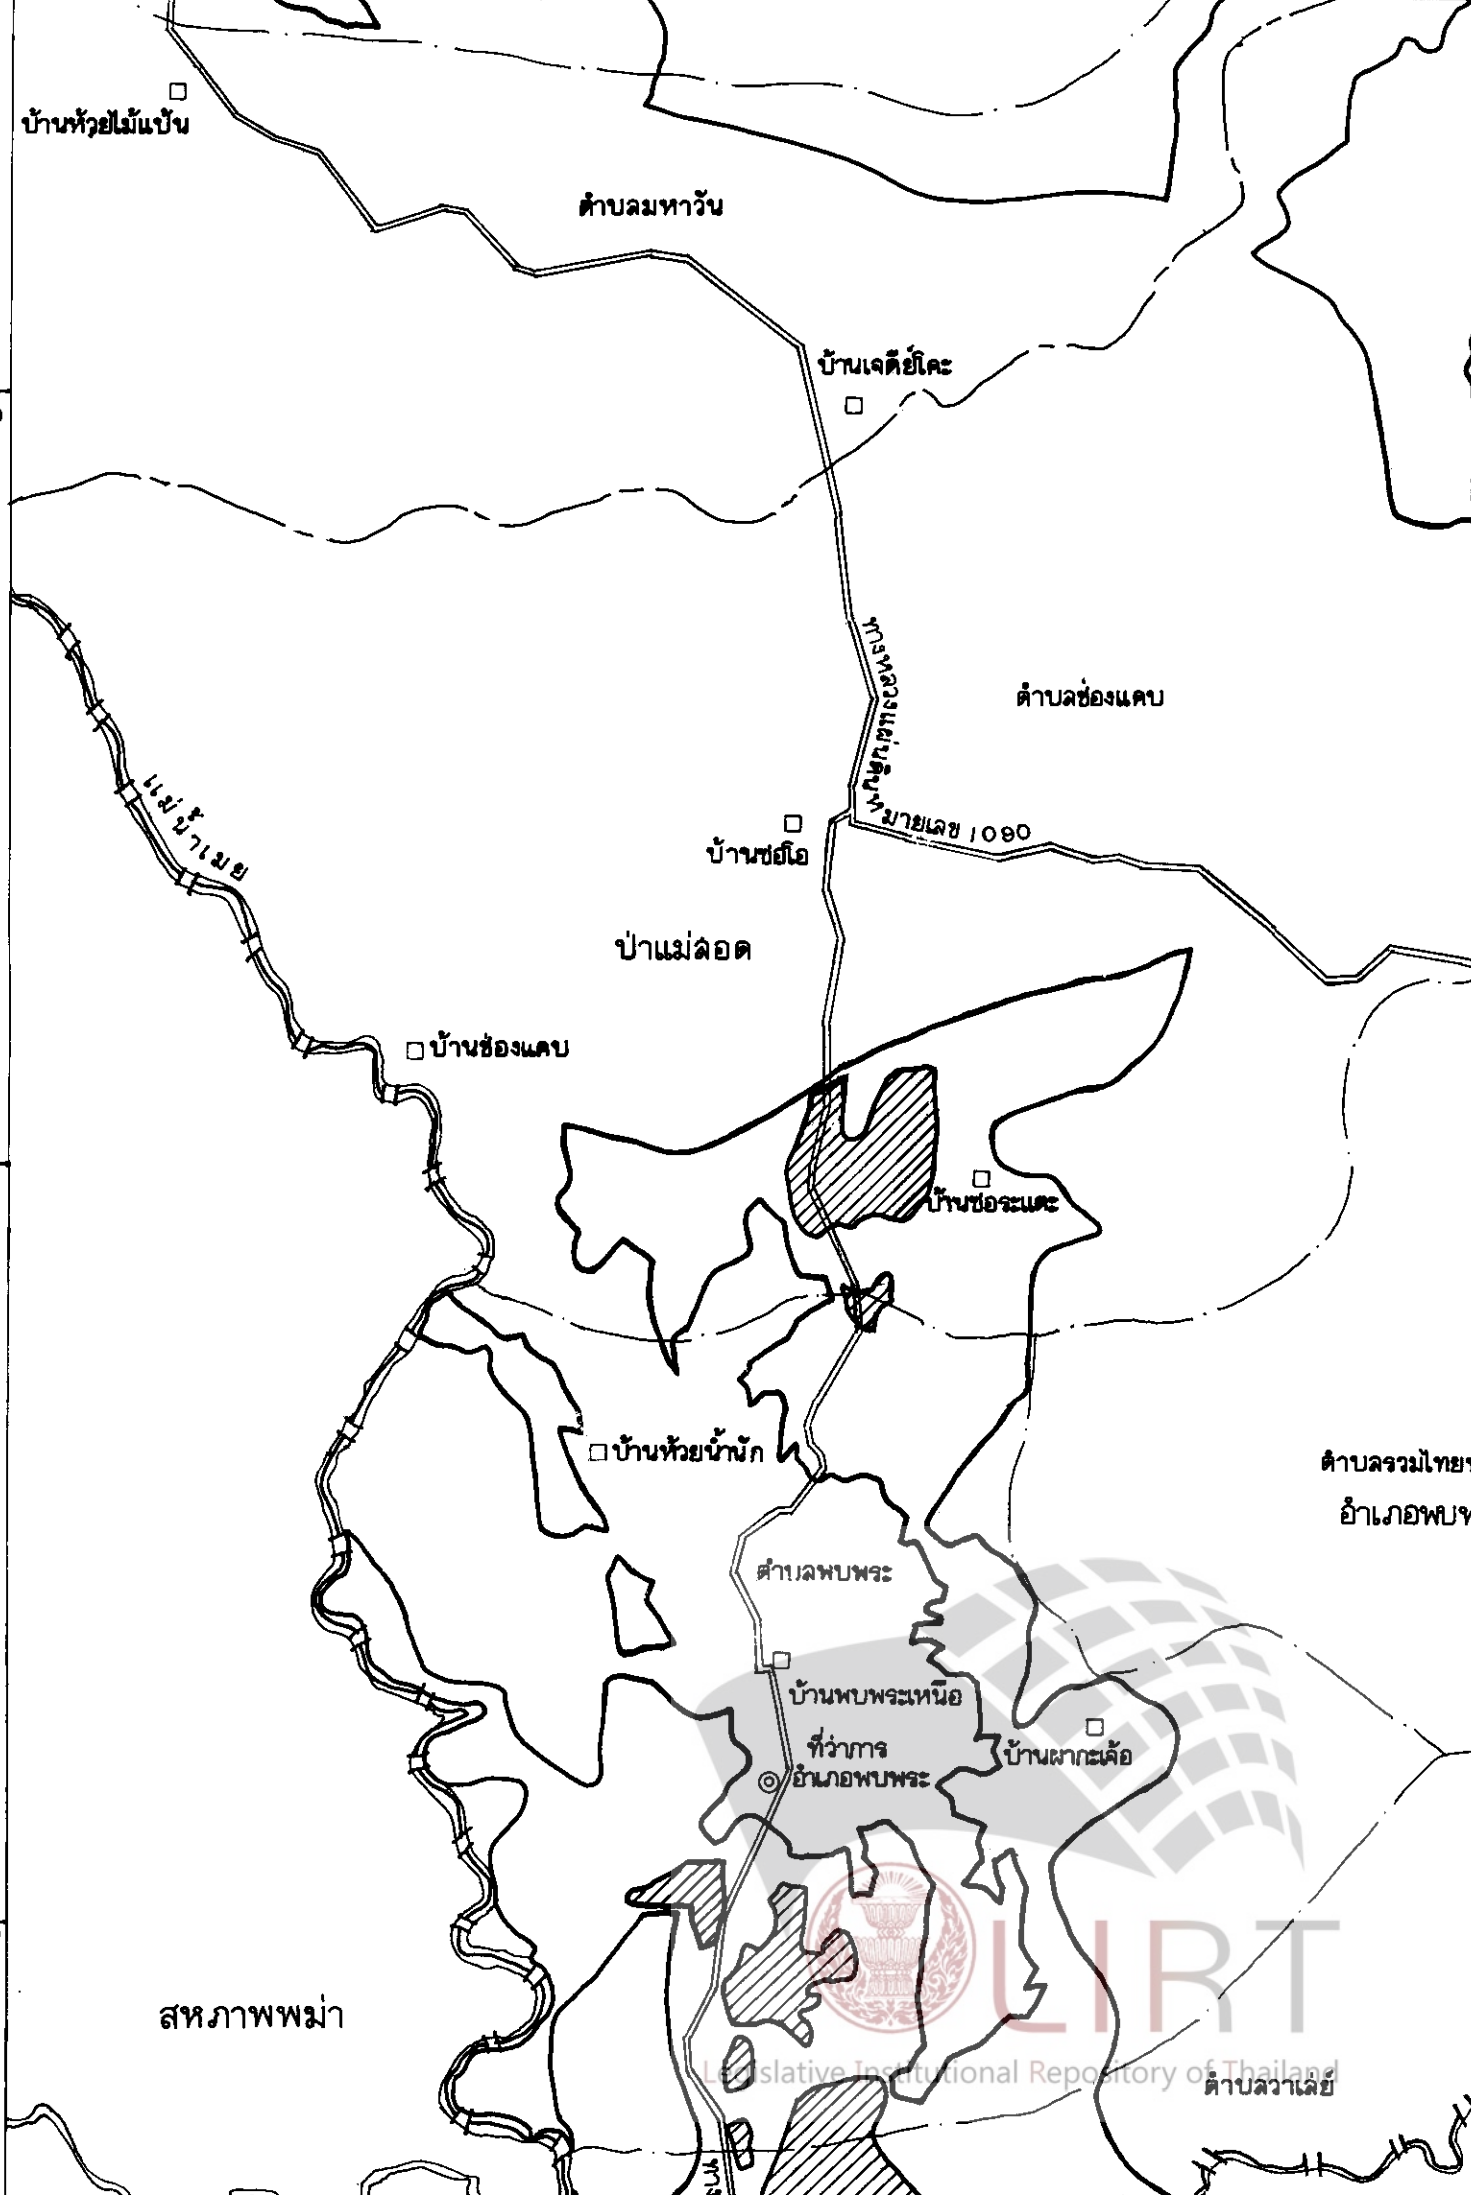 บ้านห้วยไม้แป้น
ตำบลมหาวัน
บ้านเจดีย์โคะ
ทางหลวงแผ่นดินหมายเลข 1090
ตำบลช่องแคบ
แม่น้ำเมย
บ้านซอโอ
ป่าแม่สอด
บ้านช่องแคบ
บ้านซอระแตะ
บ้านห้วยน้ำนัก
ตำบลรวมไทย
อำเภอพบ
ตำบลพบพระ
บ้านพบพระเหนือ
ที่ว่าการ
อำเภอพบพระ
บ้านผากะเจ้อ
สหภาพพม่า
LIRT
Legislative Institutional Repository of Thailand
ตำบลวาเล่ย์
ทาง